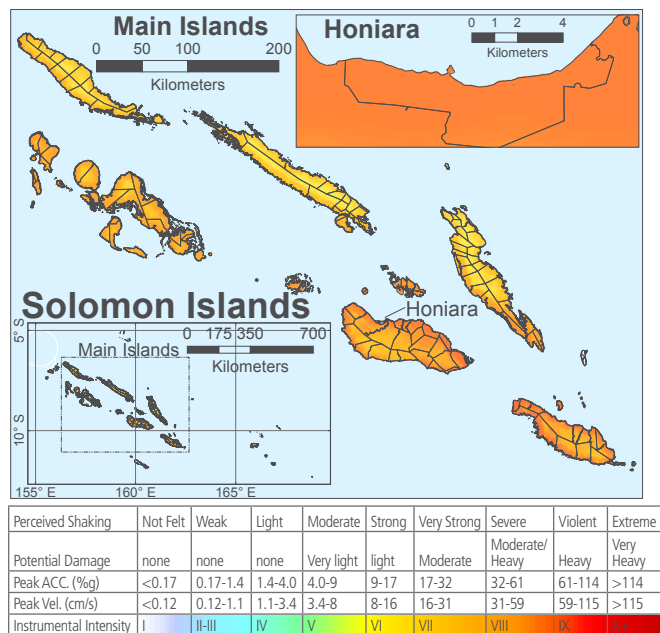 Main Islands
0 50 100 200
Kilometers
Honiara
0 1 2 4
Kilometers
Honiara
Solomon Islands
5° S
10° S
Main Islands
0 175 350 700
Kilometers
155° E 160° E 165° E
Perceived Shaking Not Felt Weak Light Moderate Strong Very Strong Severe Violent Extreme
Potential Damage none none none Very light light Moderate Moderate/ Heavy Heavy Very Heavy
Peak ACC. (%g) <0.17 0.17-1.4 1.4-4.0 4.0-9 9-17 17-32 32-61 61-114 >114
Peak Vel. (cm/s) <0.12 0.12-1.1 1.1-3.4 3.4-8 8-16 16-31 31-59 59-115 >115
Instrumental Intensity I II-III IV V VI VII VIII IX X+